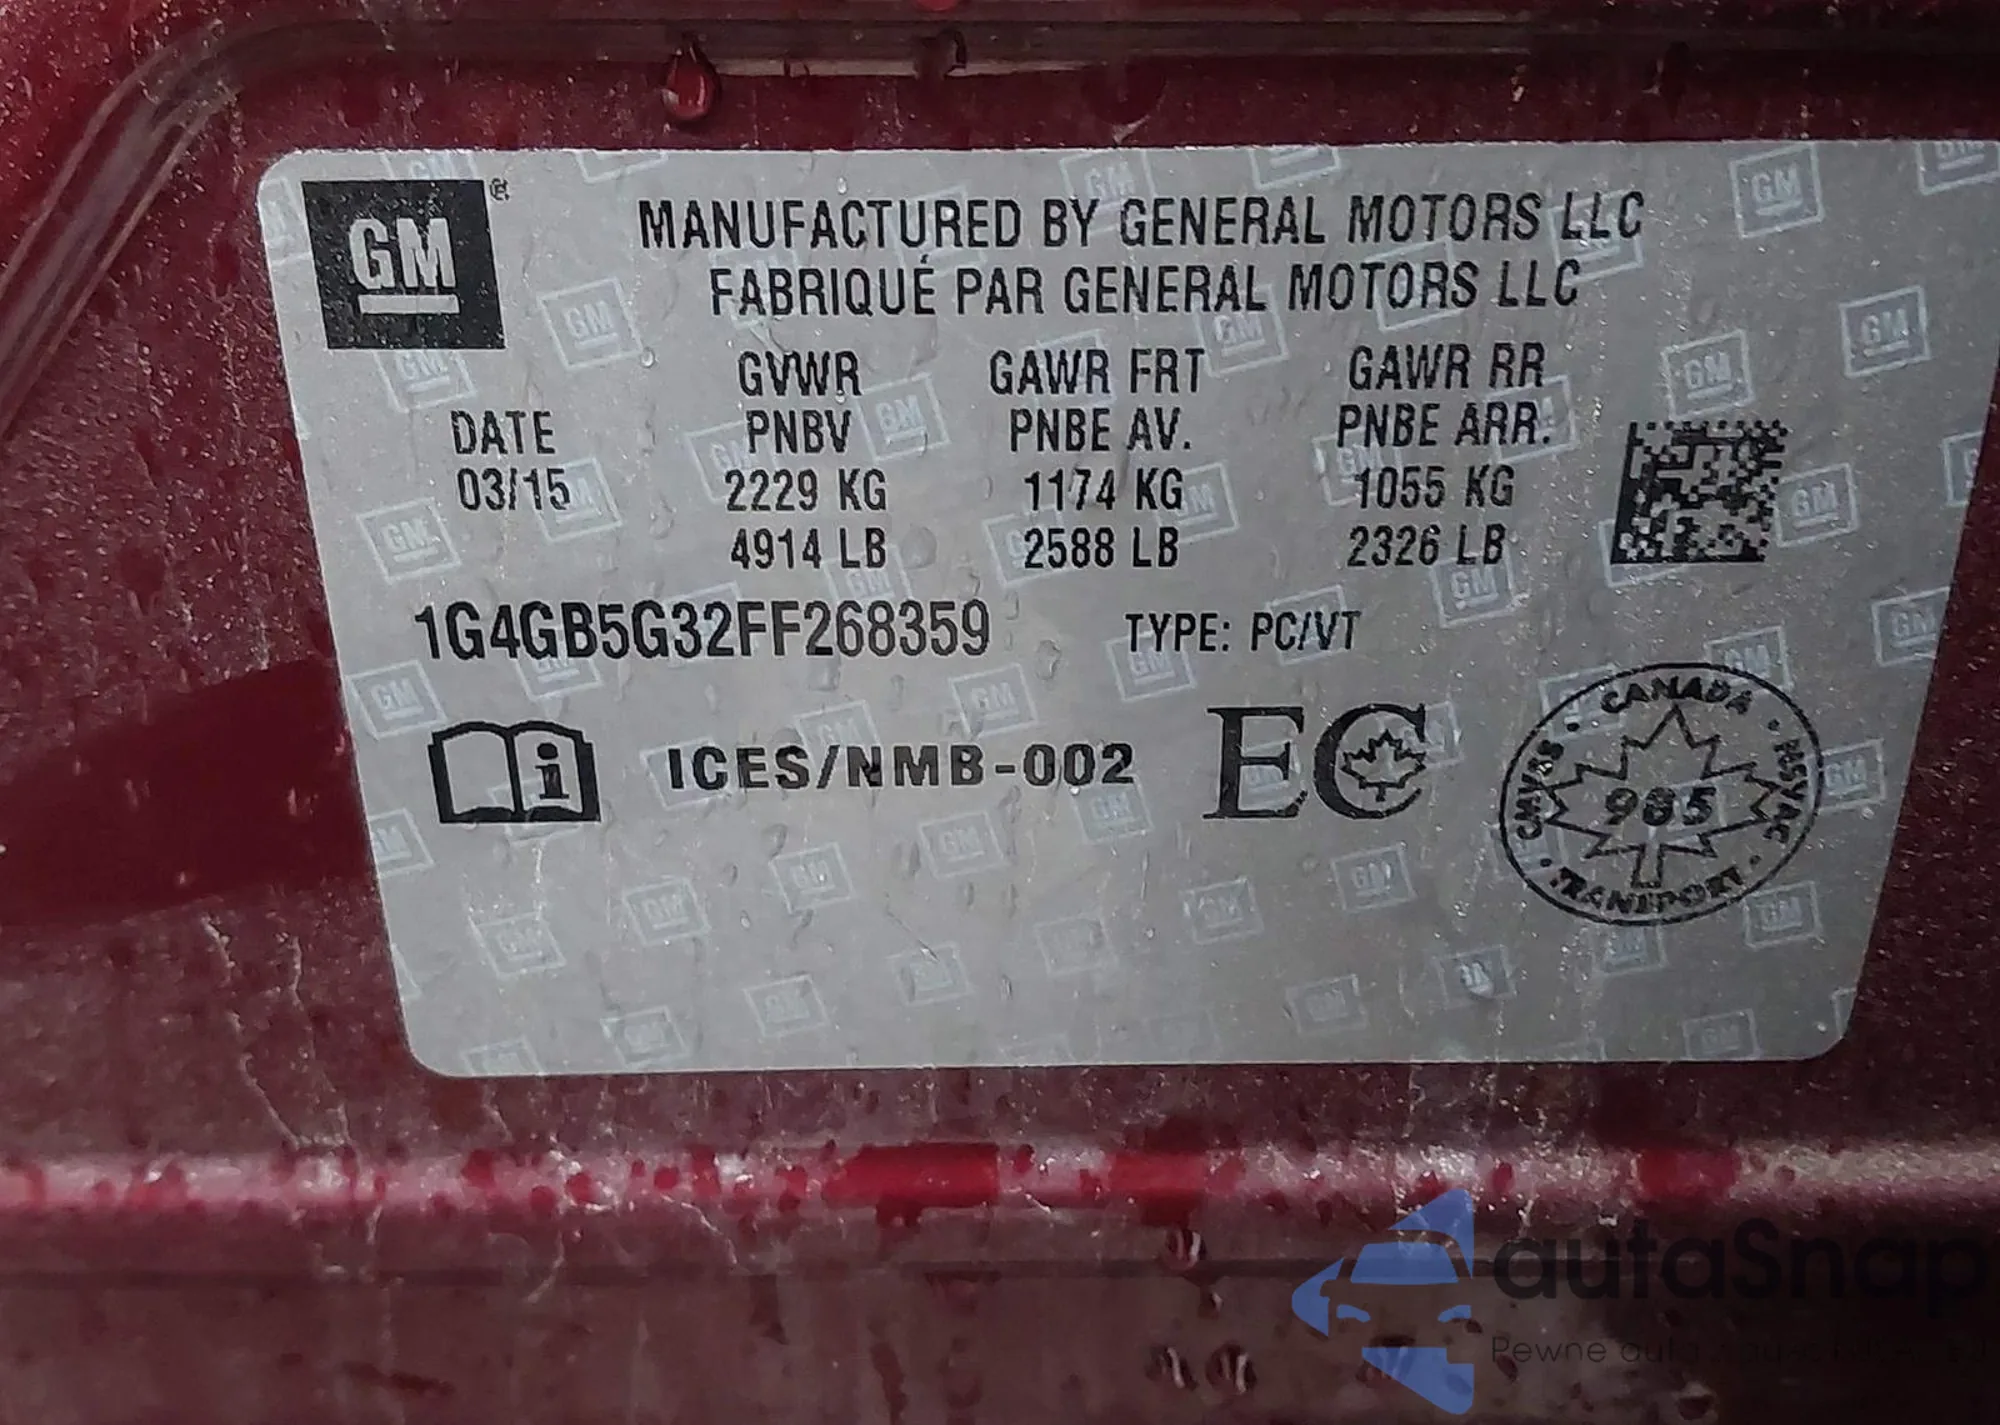 GM®
MANUFACTURED BY GENERAL MOTORS LLC
FABRIQUÉ PAR GENERAL MOTORS LLC
GVWR GAWR FRT GAWR RR
DATE PNBV PNBE AV. PNBE ARR.
03/15 2229 KG 1174 KG 1055 KG
4914 LB 2588 LB 2326 LB
1G4GB5G32FF268359 TYPE: PC/VT
i ICES/NMB-002 EC
CANADA · NSVAC · TRANSPORT · CMVSS ·
985
autaSnap
Pewne auta